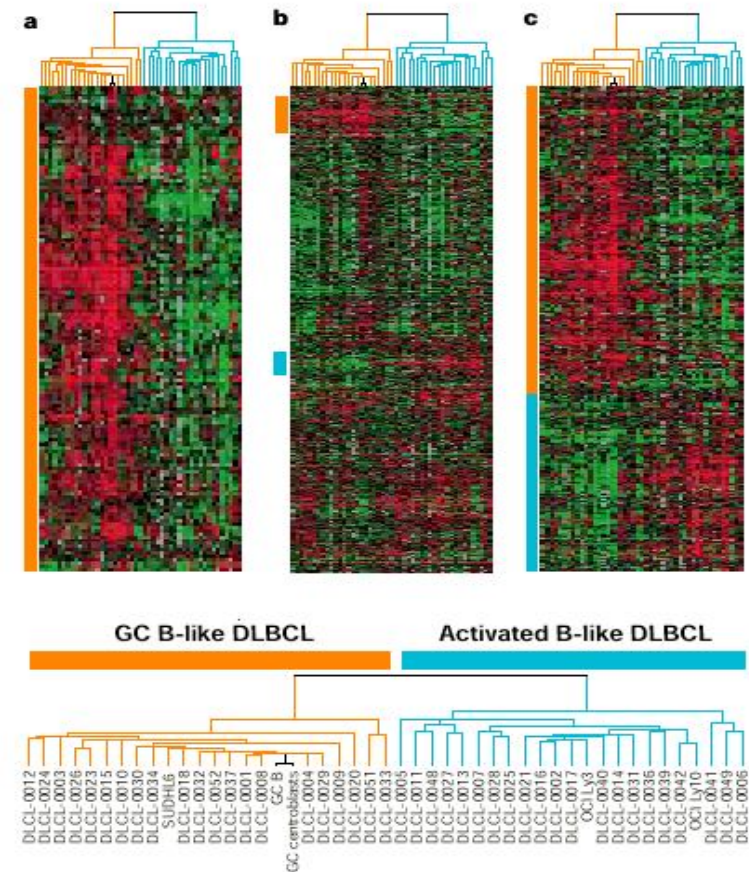 a
b
c
GC B-like DLBCL
Activated B-like DLBCL
DLCL-0012
DLCL-0024
DLCL-0003
DLCL-0026
DLCL-0023
DLCL-0015
DLCL-0010
DLCL-0030
DLCL-0034
SUDHL6
DLCL-0018
DLCL-0032
DLCL-0052
DLCL-0037
DLCL-0001
DLCL-0008
GC B
GC centroblasts
DLCL-0004
DLCL-0029
DLCL-0009
DLCL-0020
DLCL-0051
DLCL-0033
DLCL-0005
DLCL-0011
DLCL-0048
DLCL-0027
DLCL-0013
DLCL-0007
DLCL-0028
DLCL-0025
DLCL-0021
DLCL-0016
DLCL-0002
DLCL-0017
OCI Ly3
DLCL-0040
DLCL-0014
DLCL-0031
DLCL-0036
DLCL-0039
DLCL-0042
OCI Ly10
DLCL-0041
DLCL-0049
DLCL-0006